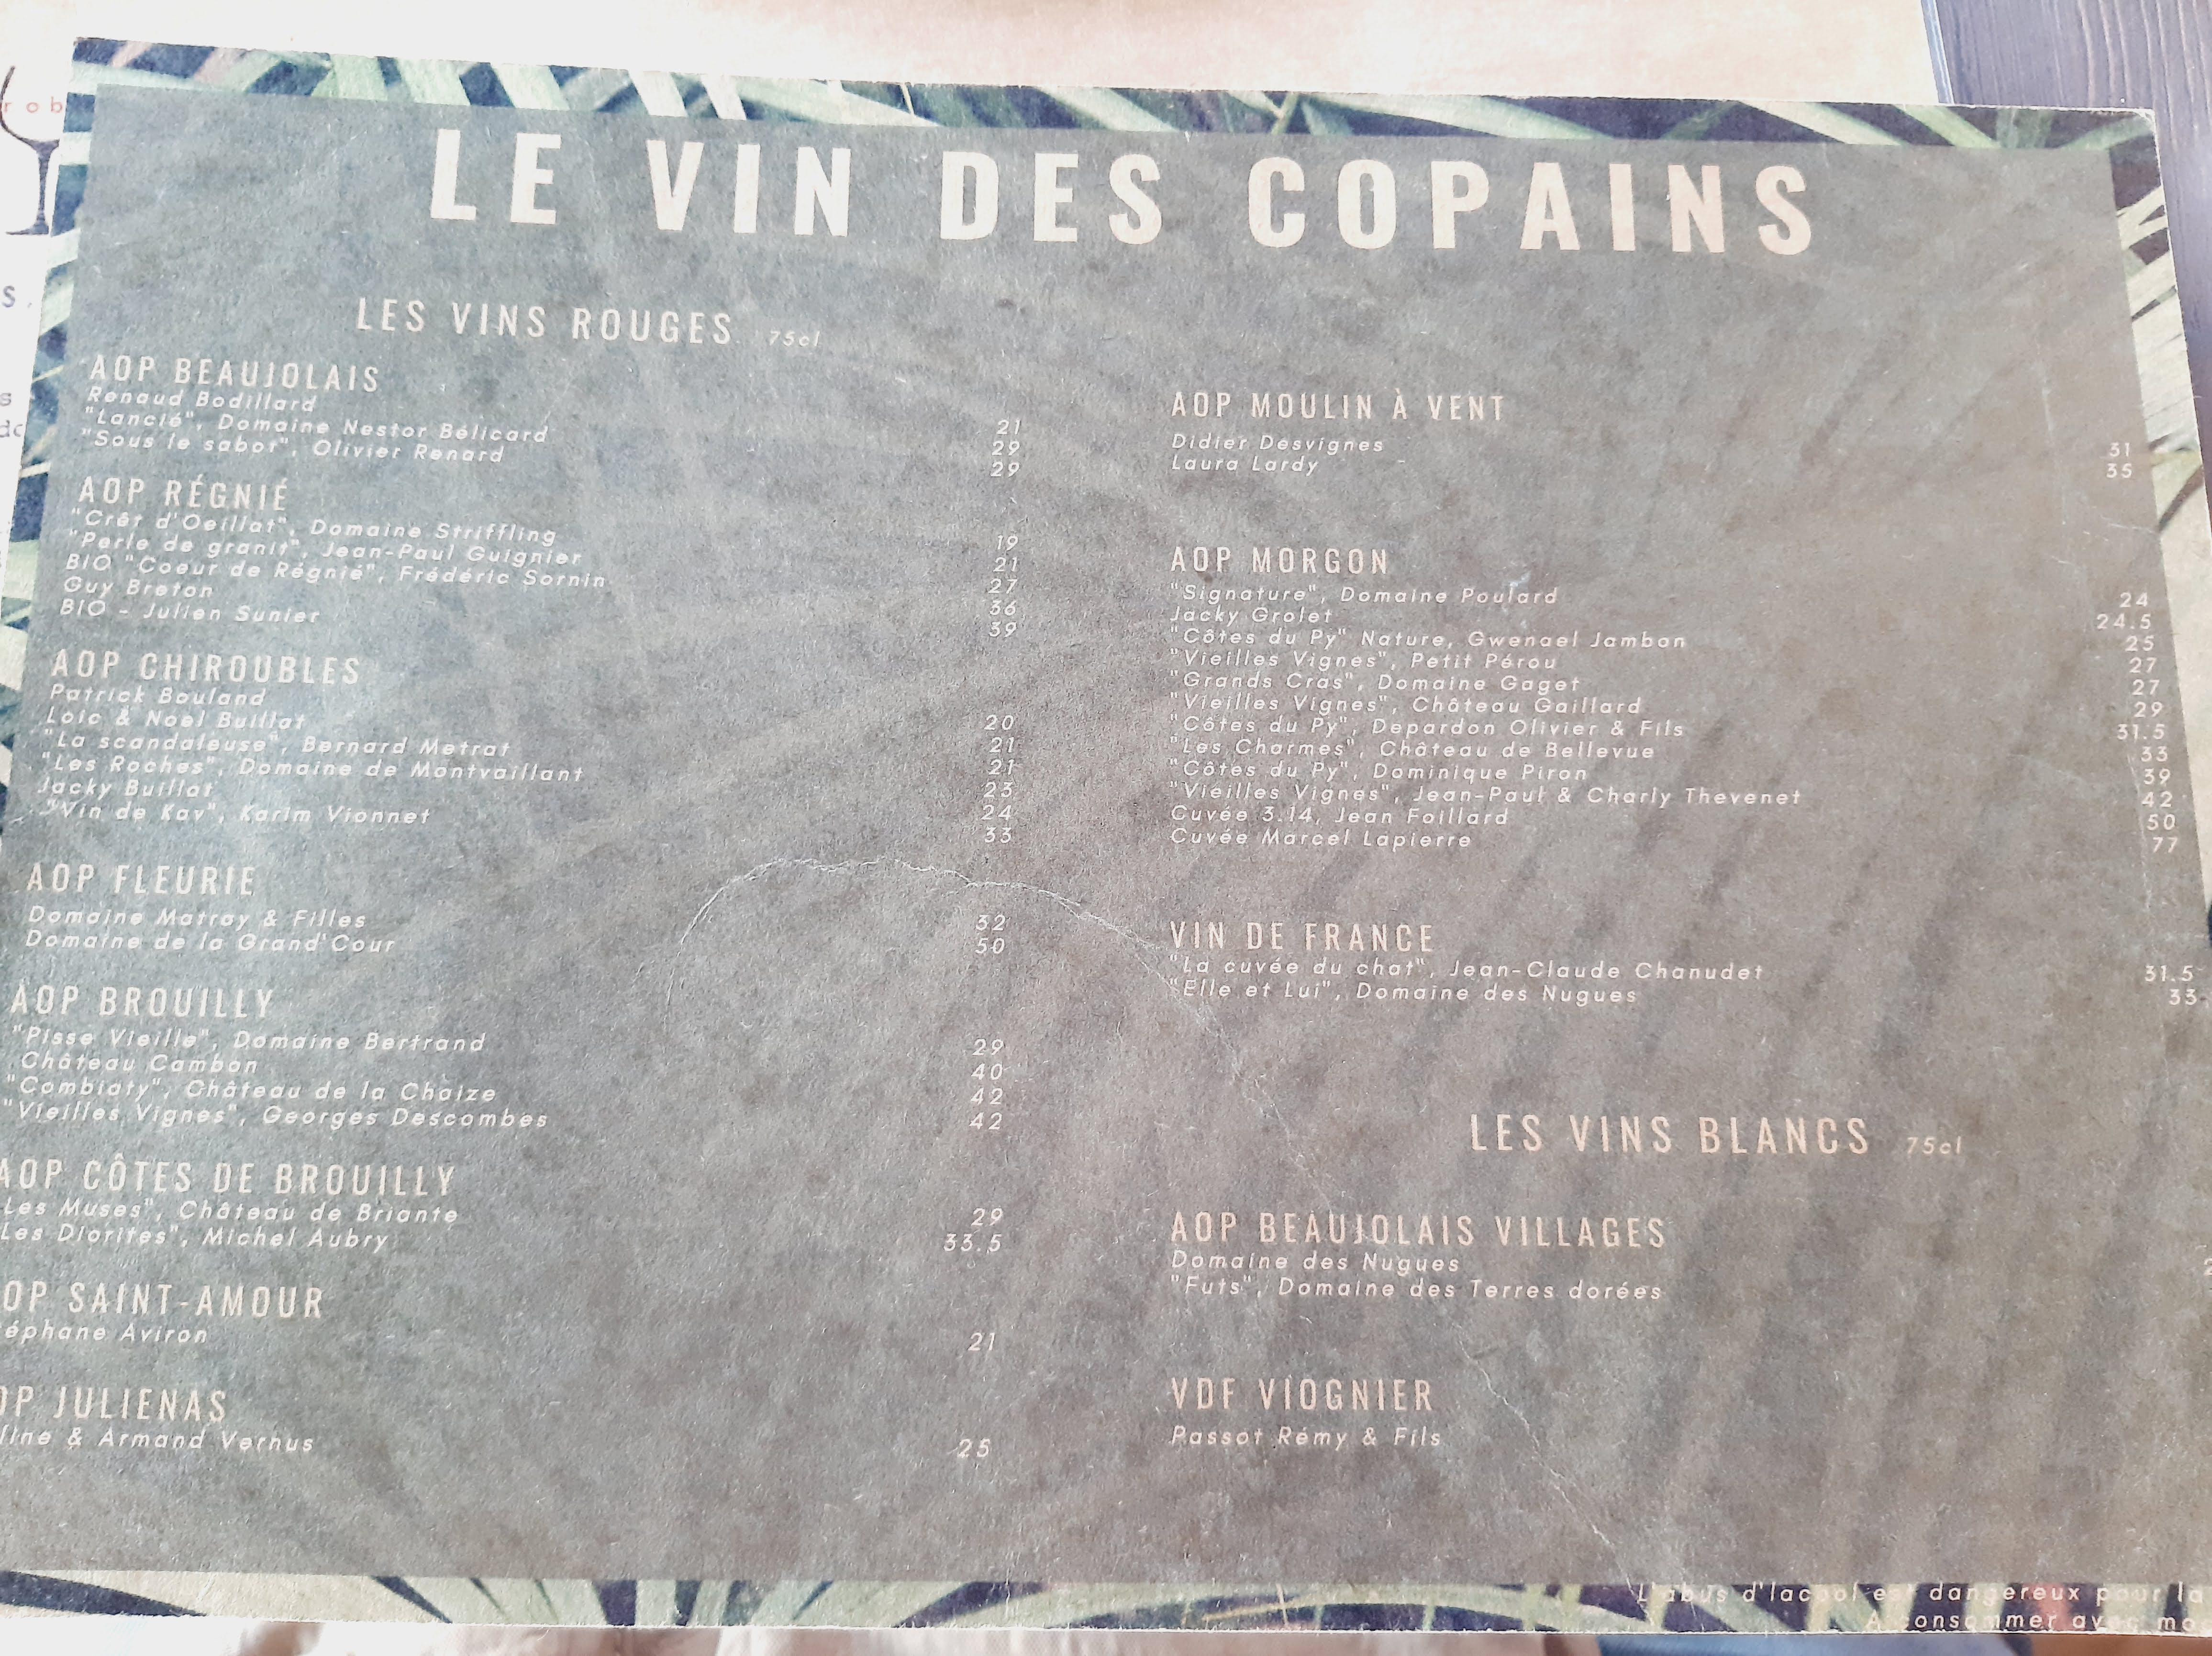 LE VIN DES COPAINS
LES VINS ROUGES 75cl
AOP BEAUJOLAIS
Renaud Bodillard 21
"Lancié", Domaine Nestor Bélicard 29
"Sous le sabot", Olivier Renard 29
AOP RÉGNIÉ
"Crêt d'Oeillat", Domaine Striffling 19
"Perle de granit", Jean-Paul Guignier 21
BIO "Coeur de Régnié", Frédéric Sornin 27
Guy Breton 36
BIO - Julien Sunier 39
AOP CHIROUBLES
Patrick Bouland 20
Loic & Noel Buillat 21
"La scandaleuse", Bernard Metrat 21
"Les Roches", Domaine de Montvaillant 23
Jacky Buillat 24
"Vin de Kav", Karim Vionnet 33
AOP FLEURIE
Domaine Matray & Filles 32
Domaine de la Grand'Cour 50
AOP BROUILLY
"Pisse Vieille", Domaine Bertrand 29
Château Cambon 40
"Combiaty", Château de la Chaize 42
"Vieilles Vignes", Georges Descombes 42
AOP CÔTES DE BROUILLY
Les Muses", Château de Briante 29
Les Diorites", Michel Aubry 33.5
OP SAINT-AMOUR
éphane Aviron 21
OP JULIENAS
line & Armand Vernus 25
AOP MOULIN À VENT
Didier Desvignes 31
Laura Lardy 35
AOP MORGON
"Signature", Domaine Poulard 24
Jacky Grolet 24.5
"Côtes du Py" Nature, Gwenael Jambon 25
"Vieilles Vignes", Petit Pérou 27
"Grands Cras", Domaine Gaget 27
"Vieilles Vignes", Château Gaillard 29
"Côtes du Py", Depardon Olivier & Fils 31.5
"Les Charmes", Château de Bellevue 33
"Côtes du Py", Dominique Piron 39
"Vieilles Vignes", Jean-Paul & Charly Thevenet 42
Cuvée 3.14, Jean Foillard 50
Cuvée Marcel Lapierre 77
VIN DE FRANCE
"La cuvée du chat", Jean-Claude Chanudet 31.5
"Elle et Lui", Domaine des Nugues 33
LES VINS BLANCS 75cl
AOP BEAUJOLAIS VILLAGES
Domaine des Nugues 2
"Futs", Domaine des Terres dorées
VDF VIOGNIER
Passot Rémy & Fils
L'abus d'lacool est dangereux pour la
A consommer avec mo